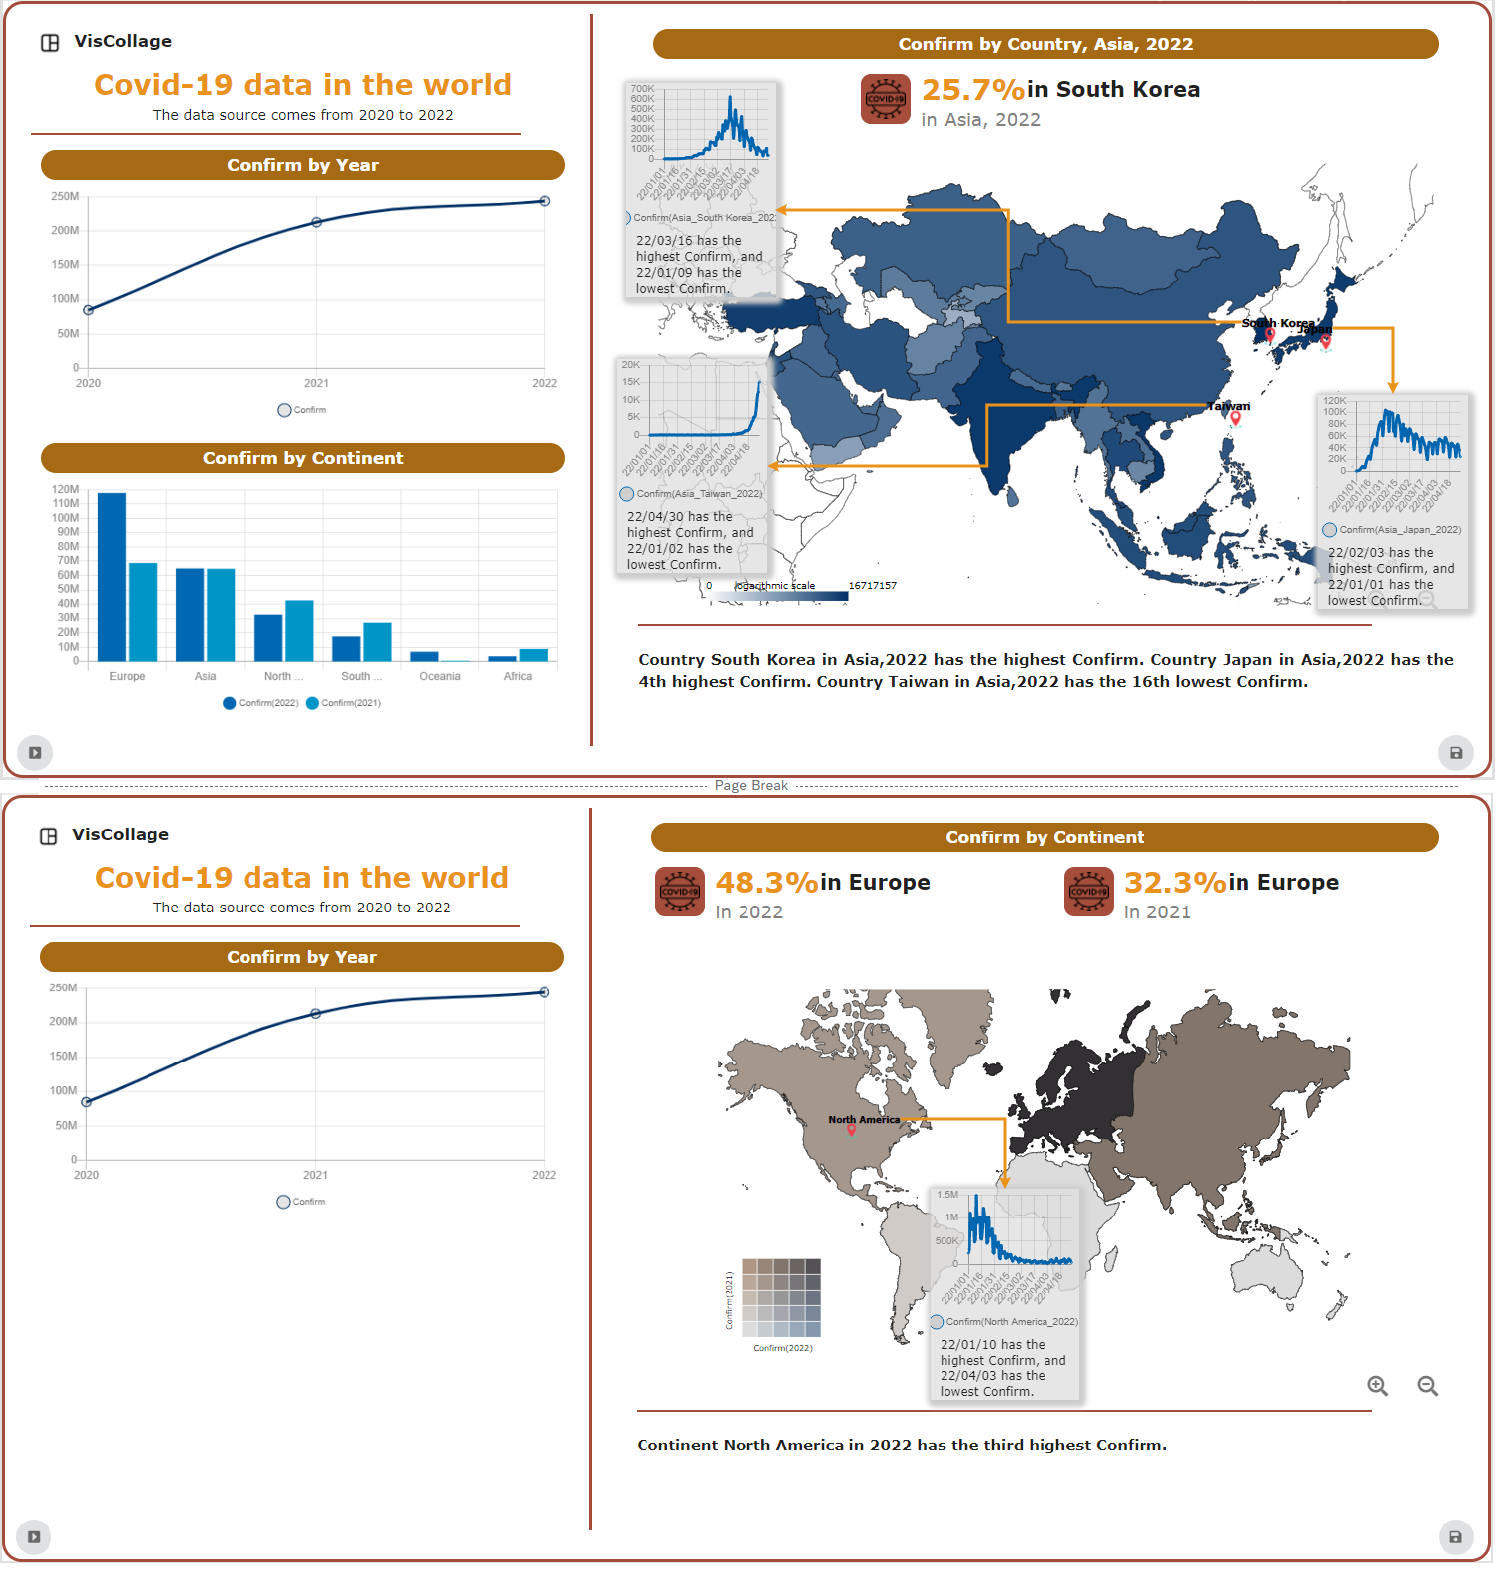 VisCollage
Covid-19 data in the world
The data source comes from 2020 to 2022
Confirm by Year
250M
200M
150M
100M
50M
0
2020 2021 2022
Confirm
Confirm by Continent
120M
110M
100M
90M
80M
70M
60M
50M
40M
30M
20M
10M
0
Europe Asia North ... South ... Oceania Africa
Confirm(2022) Confirm(2021)
Confirm by Country, Asia, 2022
COVID-19
25.7% in South Korea
in Asia, 2022
700K
600K
500K
400K
300K
200K
100K
0
22/01/01 22/01/16 22/01/31 22/02/15 22/03/02 22/03/17 22/04/03 22/04/18
Confirm(Asia_South Korea_202
22/03/16 has the
highest Confirm, and
22/01/09 has the
lowest Confirm.
South Korea
Japan
Taiwan
20K
15K
10K
5K
0
22/01/01 22/01/16 22/01/31 22/02/15 22/03/02 22/03/17 22/04/03 22/04/18
Confirm(Asia_Taiwan_2022)
22/04/30 has the
highest Confirm, and
22/01/02 has the
lowest Confirm.
120K
100K
80K
60K
40K
20K
0
22/01/01 22/01/16 22/01/31 22/02/15 22/03/02 22/03/17 22/04/03 22/04/18
Confirm(Asia_Japan_2022)
22/02/03 has the
highest Confirm, and
22/01/01 has the
lowest Confirm.
0 logarithmic scale 16717157
Country South Korea in Asia,2022 has the highest Confirm. Country Japan in Asia,2022 has the
4th highest Confirm. Country Taiwan in Asia,2022 has the 16th lowest Confirm.
Page Break
VisCollage
Covid-19 data in the world
The data source comes from 2020 to 2022
Confirm by Year
250M
200M
150M
100M
50M
0
2020 2021 2022
Confirm
Confirm by Continent
COVID-19
48.3% in Europe
In 2022
COVID-19
32.3% in Europe
In 2021
North America
1.5M
1M
500K
0
22/01/01 22/01/16 22/01/31 22/02/15 22/03/02 22/03/17 22/04/03 22/04/18
Confirm(North America_2022)
22/01/10 has the
highest Confirm, and
22/04/03 has the
lowest Confirm.
Confirm(2021)
Confirm(2022)
Continent North America in 2022 has the third highest Confirm.